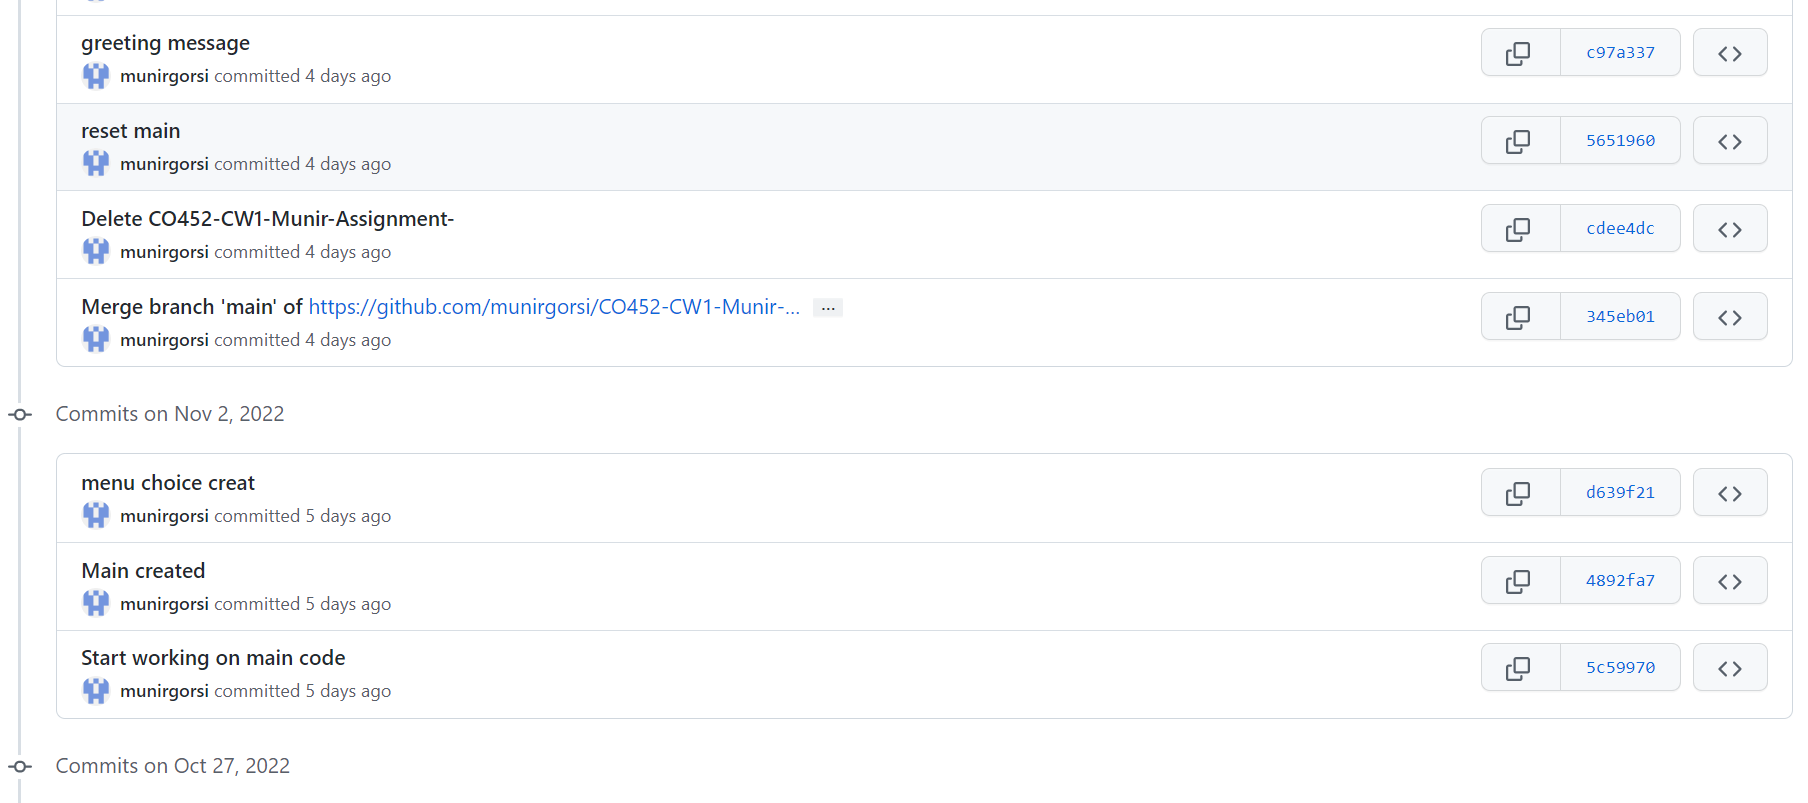 greeting message
c97a337
munirgorsi committed 4 days ago
reset main
5651960
munirgorsi committed 4 days ago
Delete CO452-CW1-Munir-Assignment-
cdee4dc
munirgorsi committed 4 days ago
Merge branch 'main' of https://github.com/munirgorsi/CO452-CW1-Munir-... ...
345eb01
munirgorsi committed 4 days ago
Commits on Nov 2, 2022
menu choice creat
d639f21
munirgorsi committed 5 days ago
Main created
4892fa7
munirgorsi committed 5 days ago
Start working on main code
5c59970
munirgorsi committed 5 days ago
Commits on Oct 27, 2022